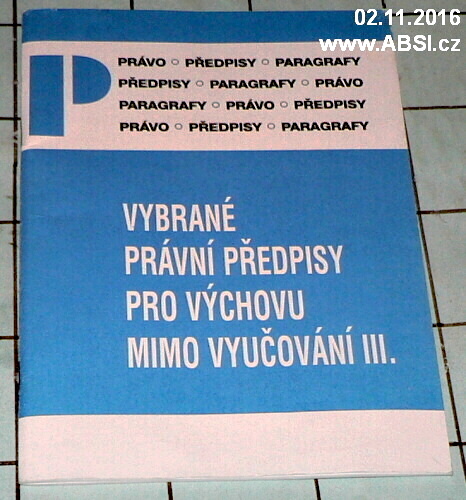 02.11.2016
www.ABSI.cz
P
PRÁVO ○ PŘEDPISY ○ PARAGRAFY
PŘEDPISY ○ PARAGRAFY ○ PRÁVO
PARAGRAFY ○ PRÁVO ○ PŘEDPISY
PRÁVO ○ PŘEDPISY ○ PARAGRAFY
VYBRANÉ
PRÁVNÍ PŘEDPISY
PRO VÝCHOVU
MIMO VYUČOVÁNÍ III.